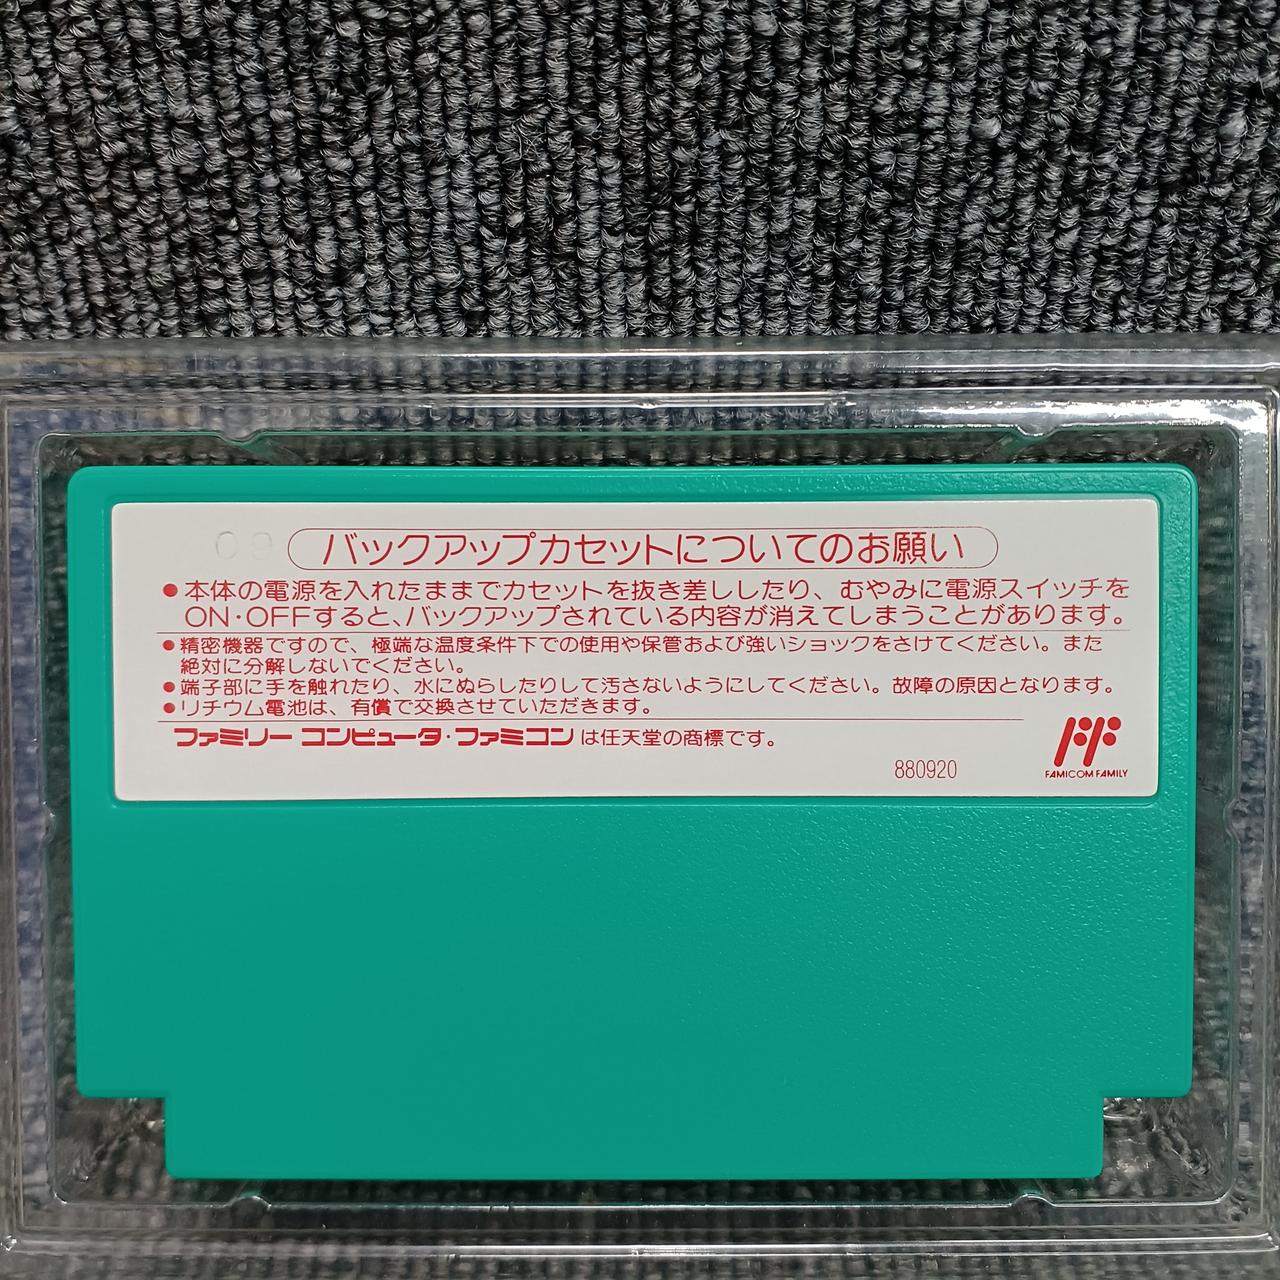 09
バックアップカセットについてのお願い
●本体の電源を入れたままでカセットを抜き差ししたり、むやみに電源スイッチを
ON・OFFすると、バックアップされている内容が消えてしまうことがあります。
●精密機器ですので、極端な温度条件下での使用や保管および強いショックをさけてください。また
絶対に分解しないでください。
●端子部に手を触れたり、水にぬらしたりして汚さないようにしてください。故障の原因となります。
●リチウム電池は、有償で交換させていただきます。
ファミリー コンピュータ・ファミコン は任天堂の商標です。
880920
FAMICOM FAMILY